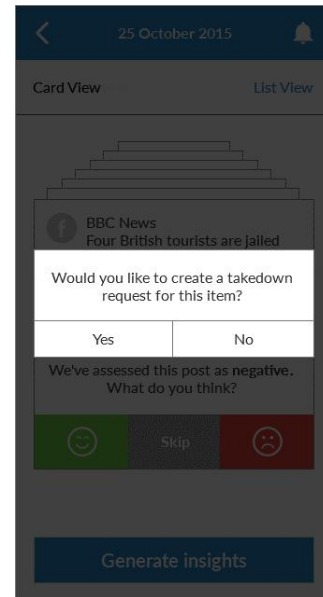 25 October 2015
Card View
List View
BBC News
Four British tourists are jailed
Would you like to create a takedown
request for this item?
Yes
No
We've assessed this post as negative.
What do you think?
Skip
Generate insights